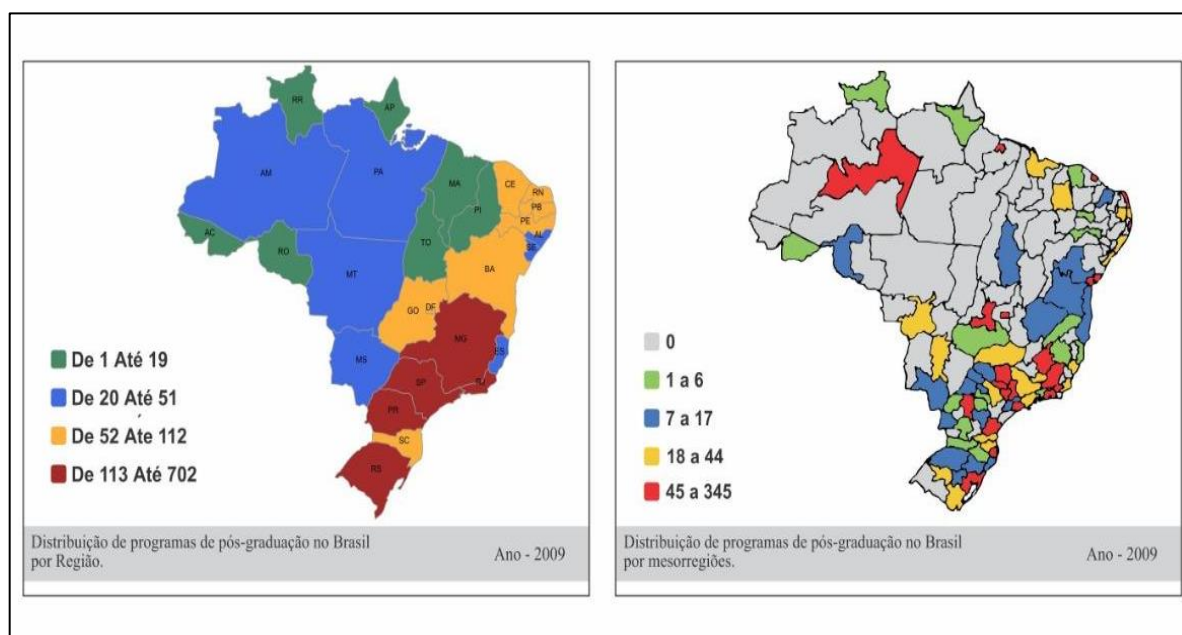 RR
AP
AM
PA
MA
CE
RN
PB
PI
PE
AL
SE
AC
RO
TO
MT
BA
GO
DF
MG
ES
MS
SP
RJ
PR
SC
RS
De 1 Até 19
De 20 Até 51
De 52 Ate 112
De 113 Até 702
Distribuição de programas de pós-graduação no Brasil
por Região.
Ano - 2009
0
1 a 6
7 a 17
18 a 44
45 a 345
Distribuição de programas de pós-graduação no Brasil
por mesorregiões.
Ano - 2009